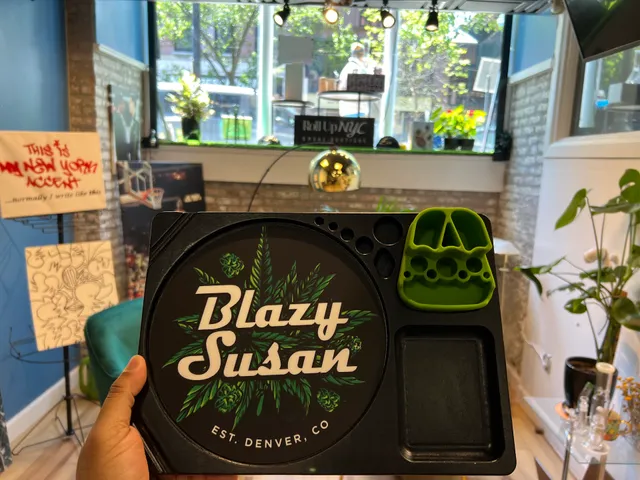 THIS IS
MY NEW YORK
ACCENT
...normally I write like this
Roll Up NYC
Blazy
Susan
EST. DENVER, CO